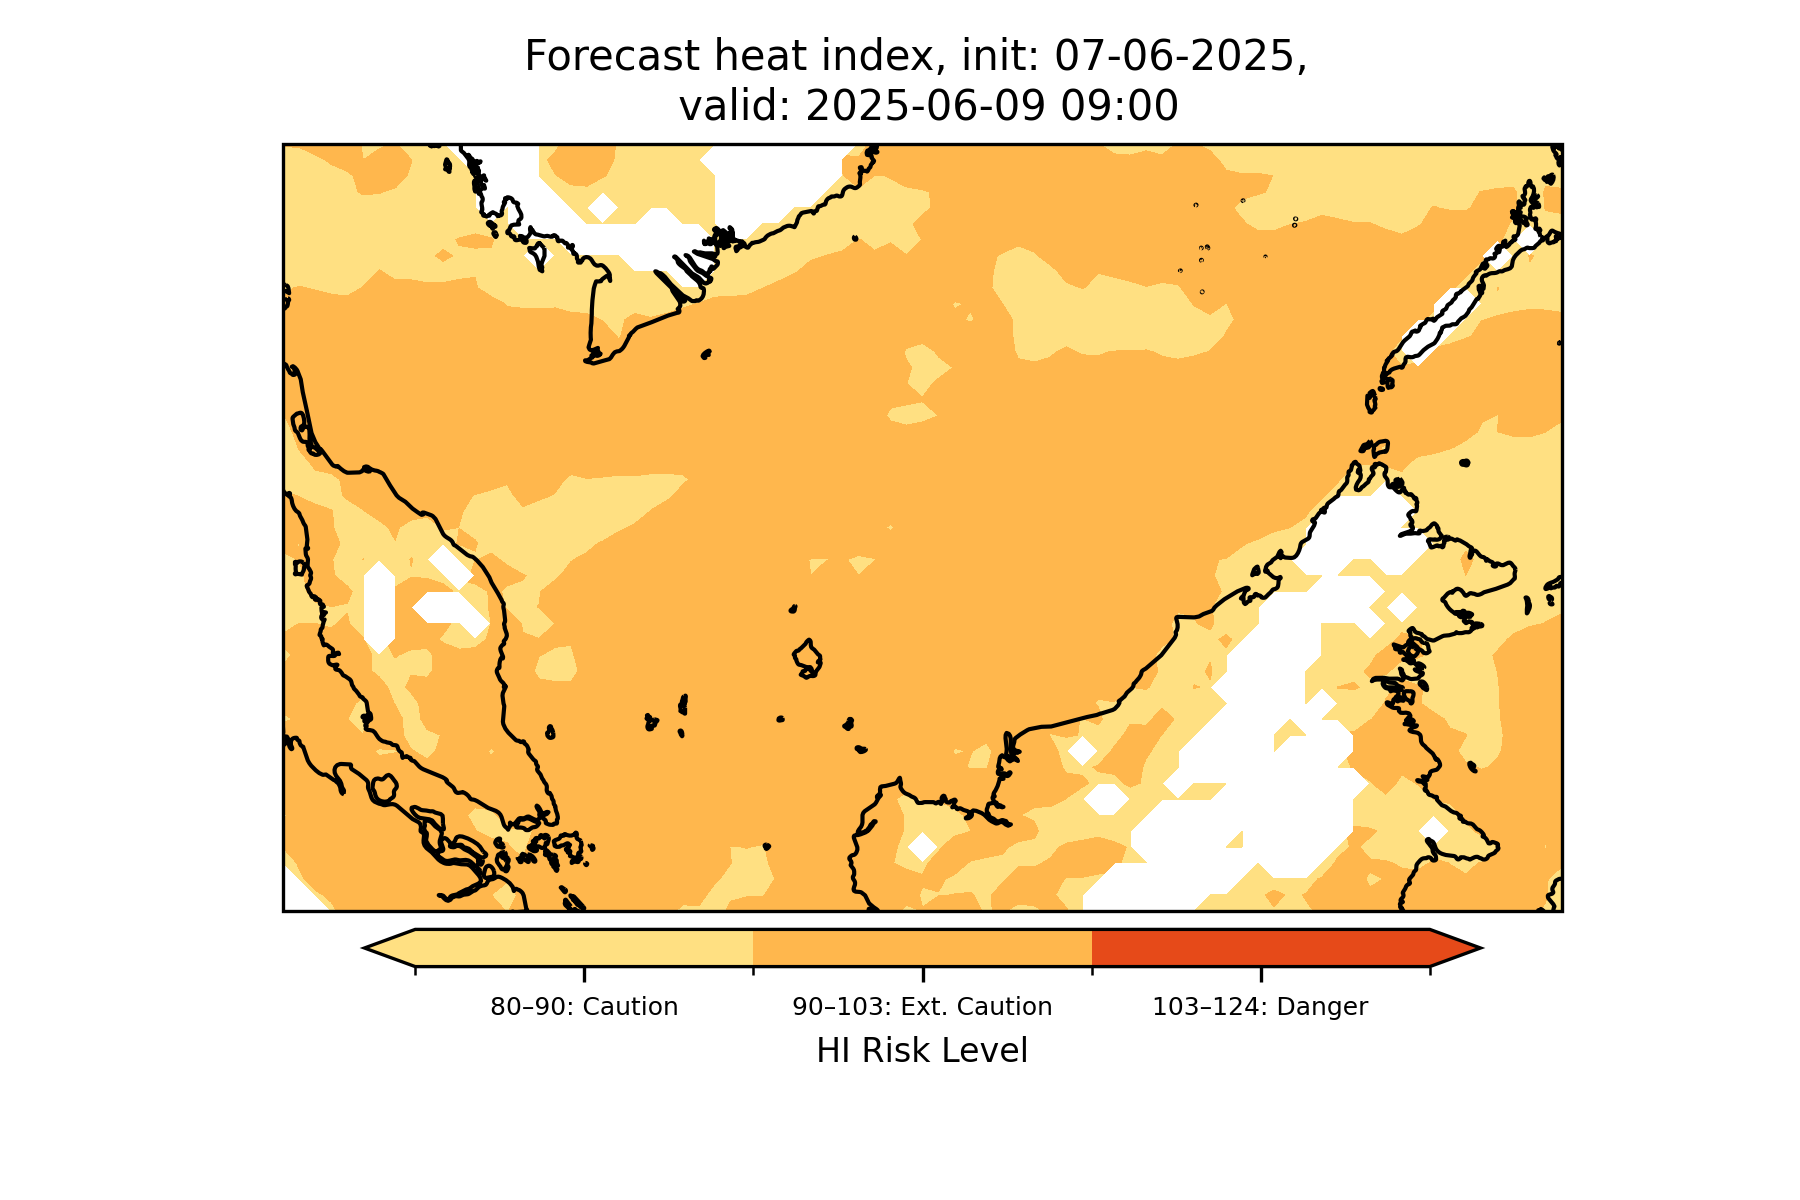 Forecast heat index, init: 07-06-2025,
valid: 2025-06-09 09:00
80–90: Caution
90–103: Ext. Caution
103–124: Danger
HI Risk Level